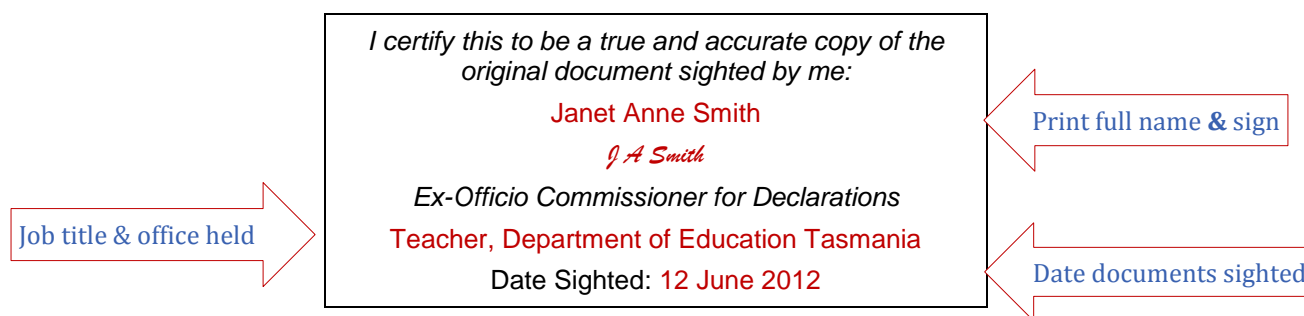 I certify this to be a true and accurate copy of the
original document sighted by me:
Janet Anne Smith
Print full name & sign
J A Smith
Ex-Officio Commissioner for Declarations
Job title & office held
Teacher, Department of Education Tasmania
Date Sighted: 12 June 2012
Date documents sighted